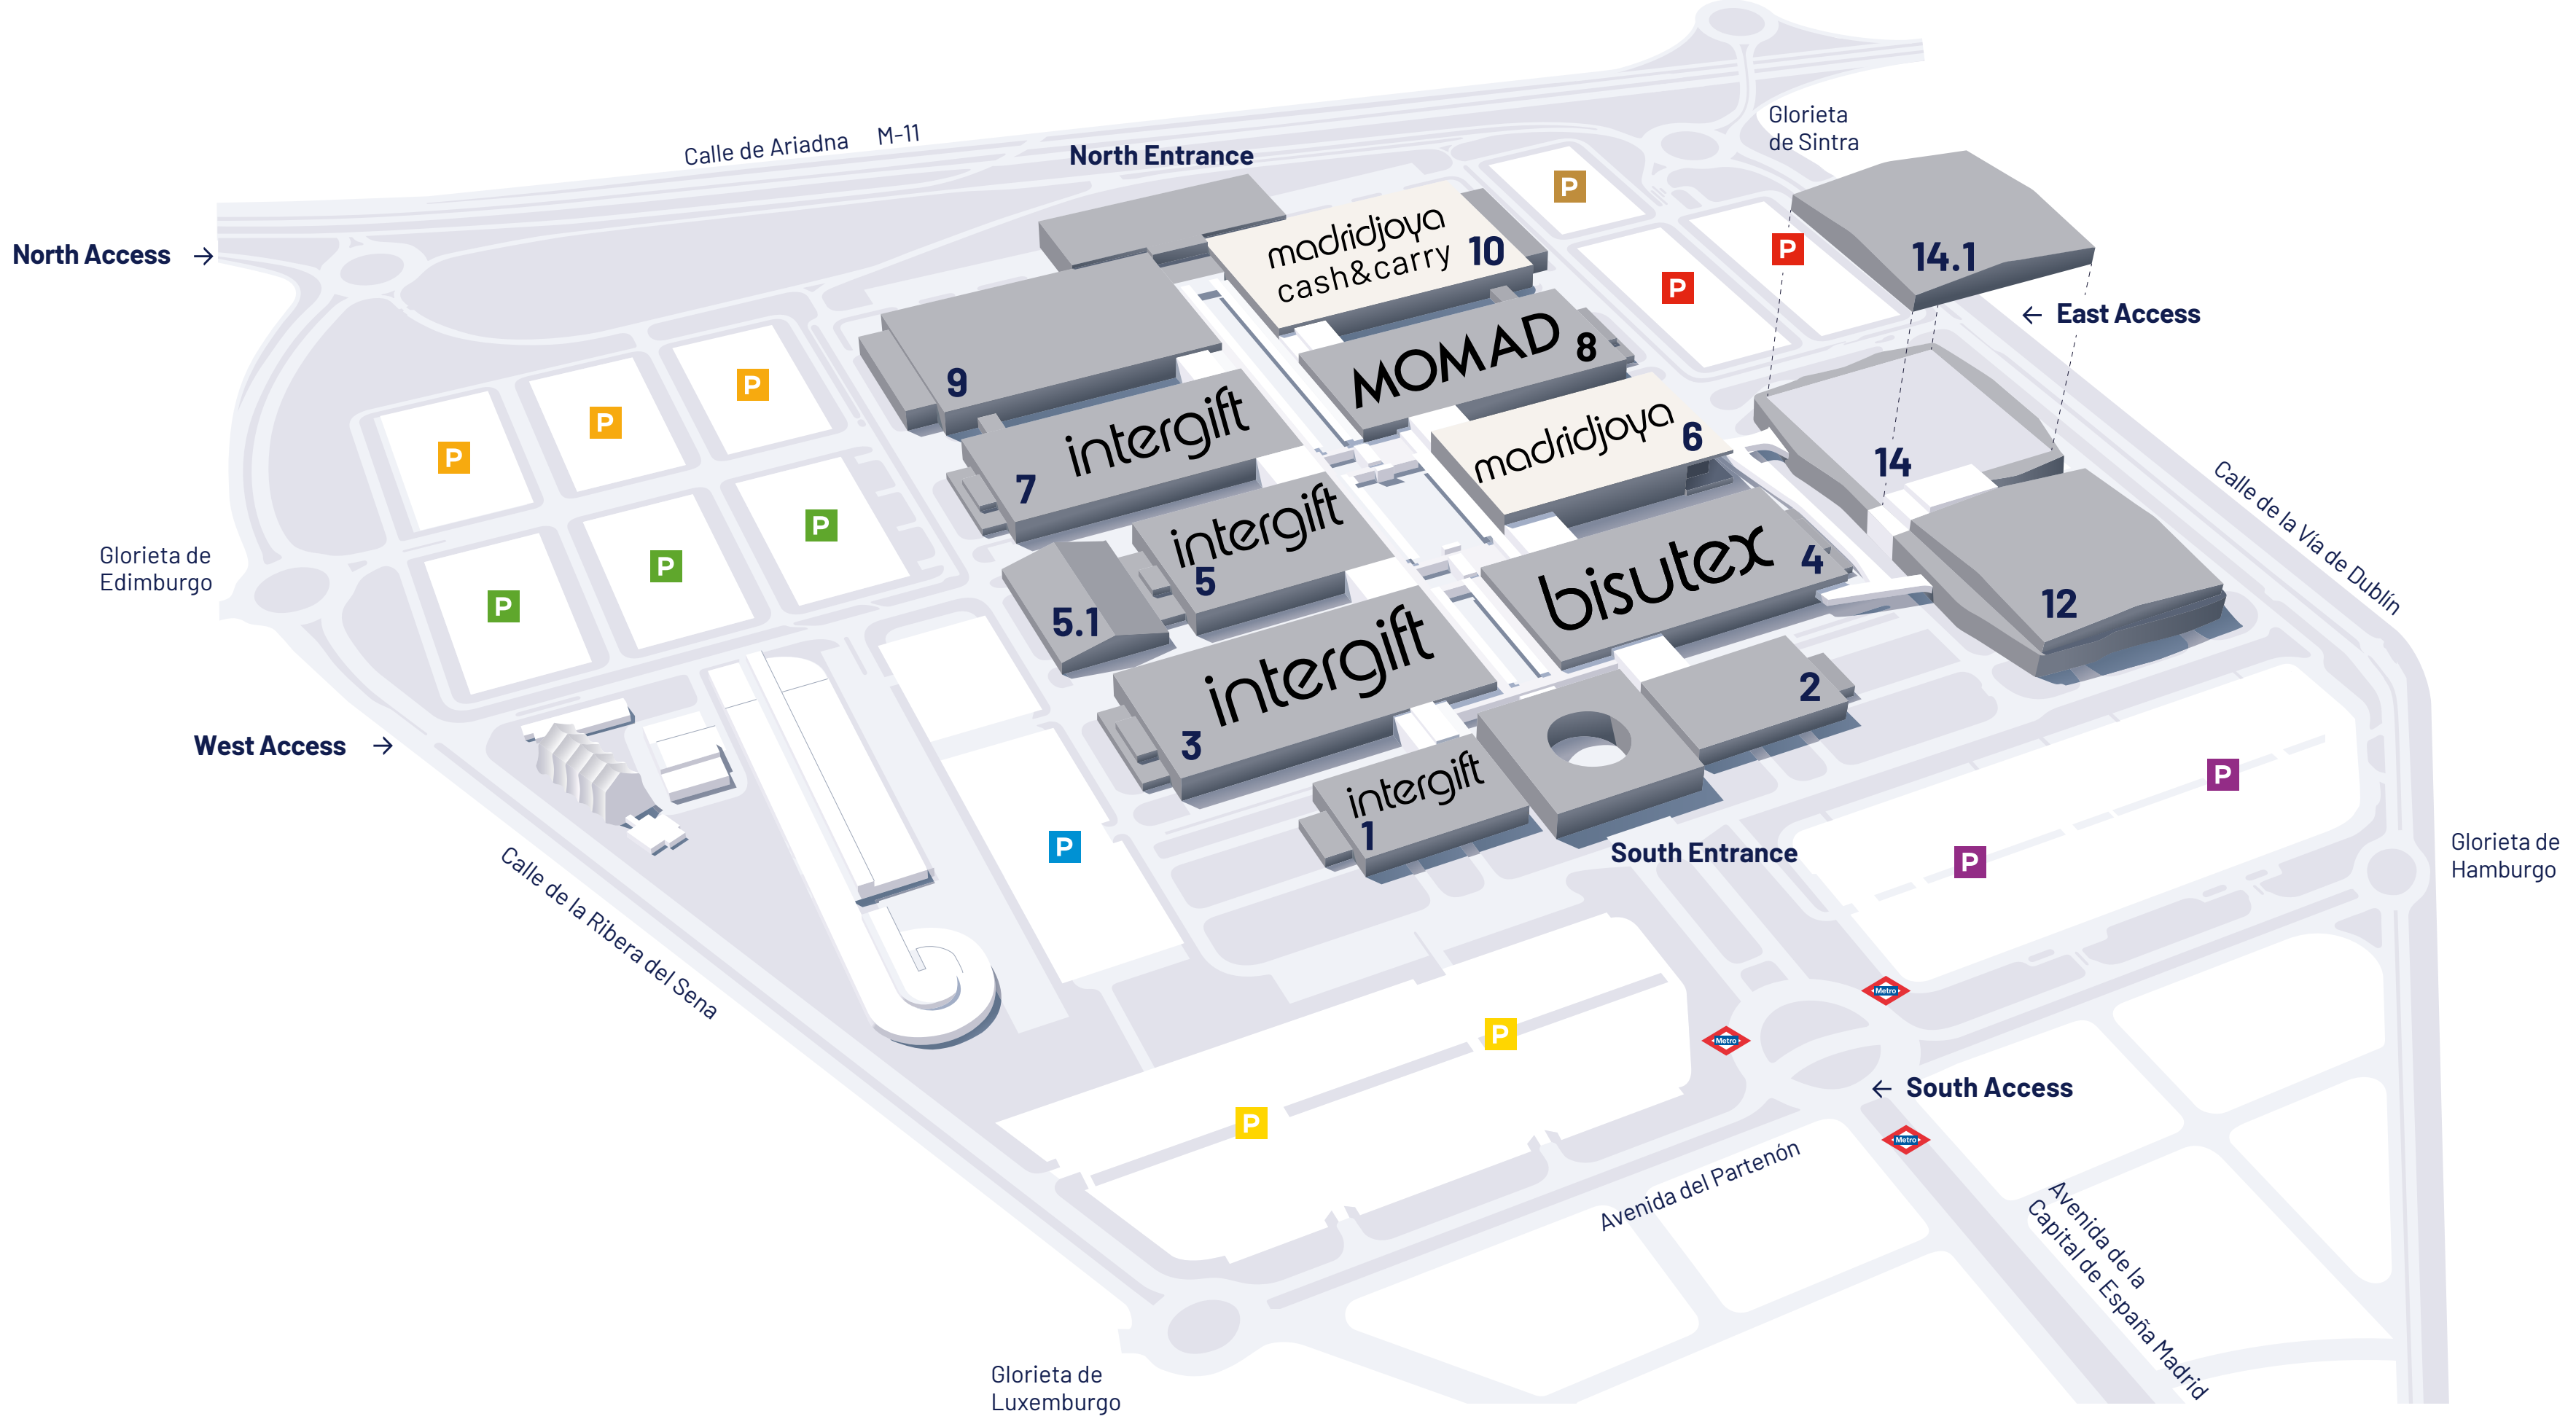 Calle de Ariadna M-11
North Entrance
Glorieta
de Sintra
P
madridjoya
cash&carry 10
P
P
14.1
North Access →
← East Access
MOMAD 8
9
P
P
P
intergift
7
madridjoya 6
14
Calle de la Vía de Dublín
intergift
5
P
P
P
bisutex 4
Glorieta de
Edimburgo
5.1
12
intergift
3
2
West Access →
P
intergift
1
P
South Entrance
P
P
Glorieta de
Hamburgo
Calle de la Ribera del Sena
Metro
Metro
P
P
← South Access
Metro
Avenida del Partenón
Avenida de la
Capital de España Madrid
Glorieta de
Luxemburgo